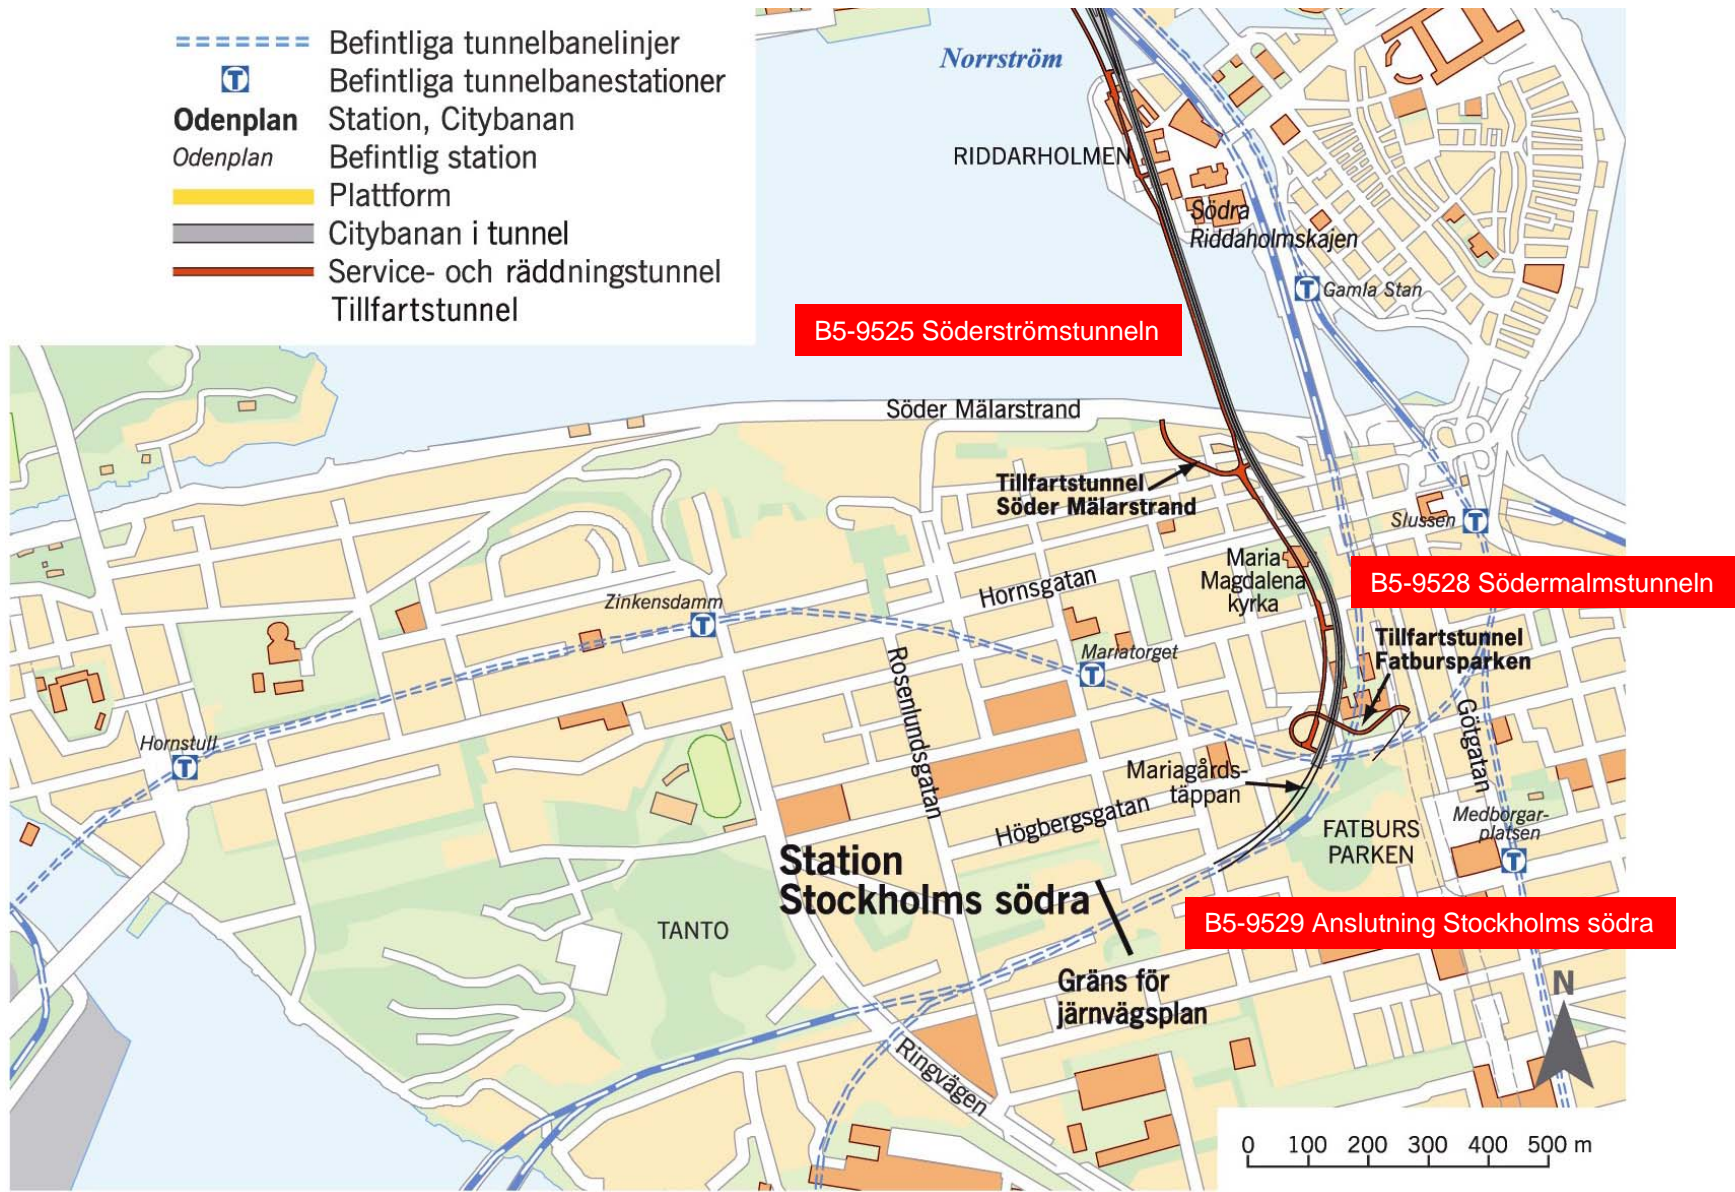 Befintliga tunnelbanelinjer
T Befintliga tunnelbanestationer
Odenplan Station, Citybanan
Odenplan Befintlig station
Plattform
Citybanan i tunnel
Service- och räddningstunnel
Tillfartstunnel
Norrström
RIDDARHOLMEN
Södra
Riddaholmskajen
T Gamla Stan
B5-9525 Söderströmstunneln
Söder Mälarstrand
Tillfartstunnel
Söder Mälarstrand
Slussen T
Maria
Magdalena
kyrka
B5-9528 Södermalmstunneln
Hornsgatan
Zinkensdamm
T
Tillfartstunnel
Fatbursparken
Mariatorget
T
Rosenlundsgatan
Götgatan
Hornstull
T
Mariagårds-
täppan
Högbergsgatan
Medborgar-
platsen
T
FATBURS
PARKEN
Station
Stockholms södra
B5-9529 Anslutning Stockholms södra
TANTO
Gräns för
järnvägsplan
N
Ringvägen
0 100 200 300 400 500 m